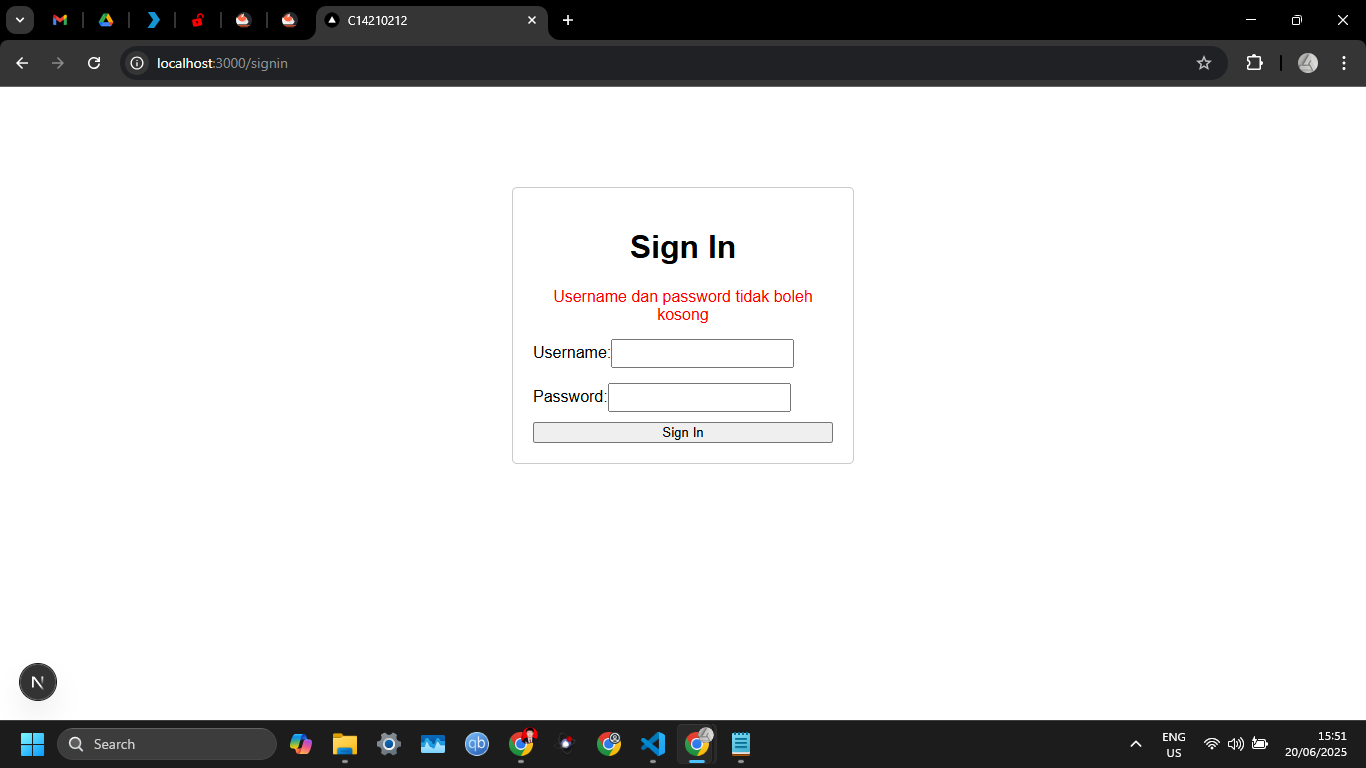 C14210212
localhost:3000/signin
Sign In
Username dan password tidak boleh
kosong
Username:
Password:
Sign In
N
Search
qb
ENG
US
15:51
20/06/2025